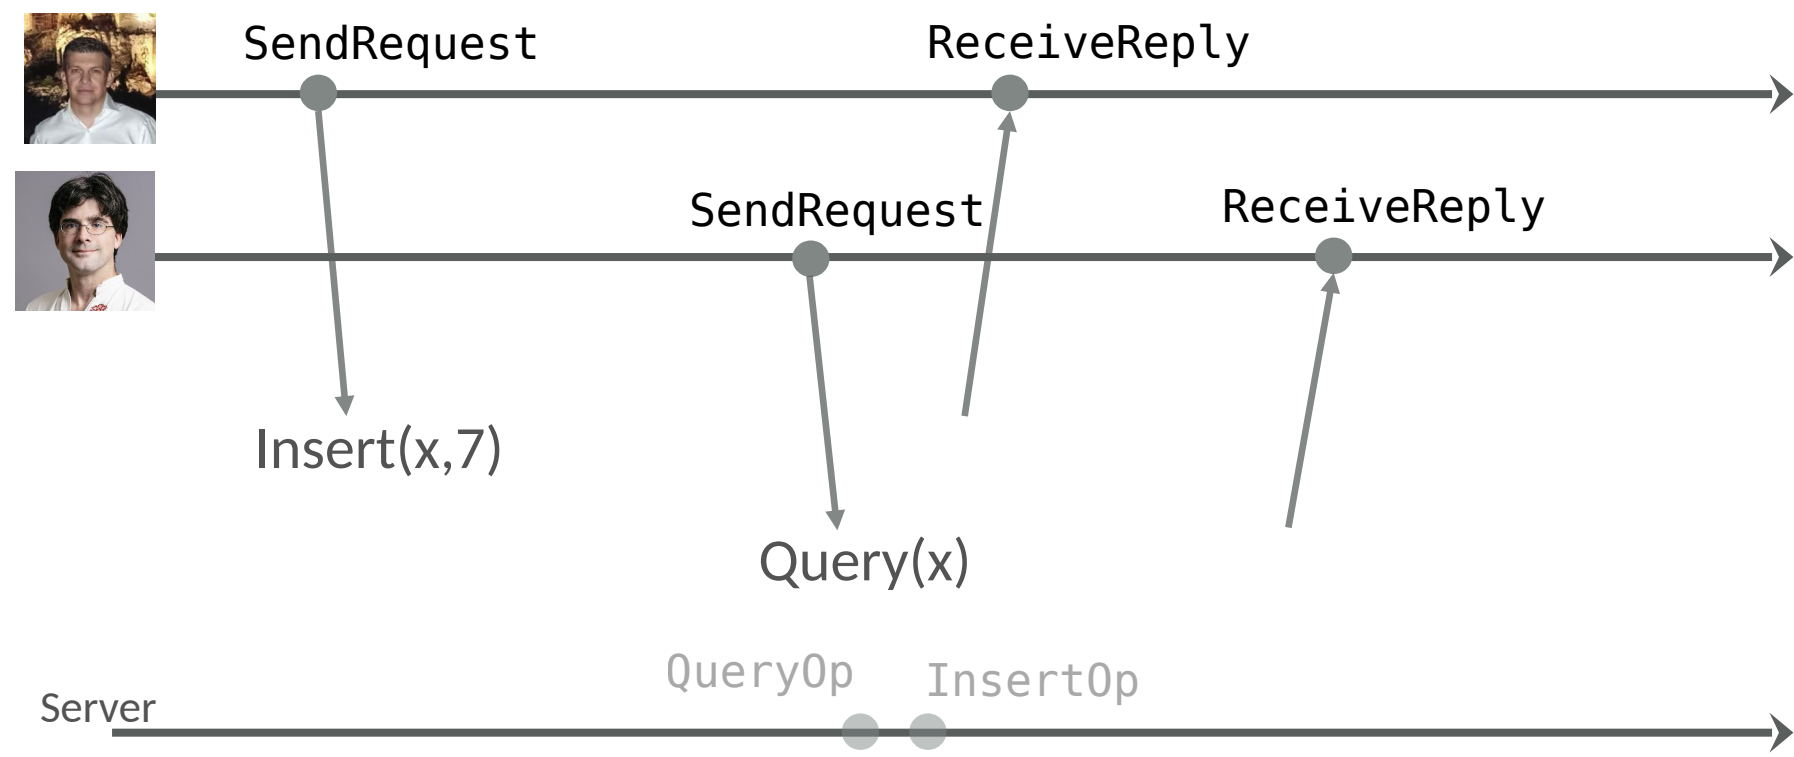 SendRequest
ReceiveReply
SendRequest
ReceiveReply
Insert(x,7)
Query(x)
QueryOp
InsertOp
Server